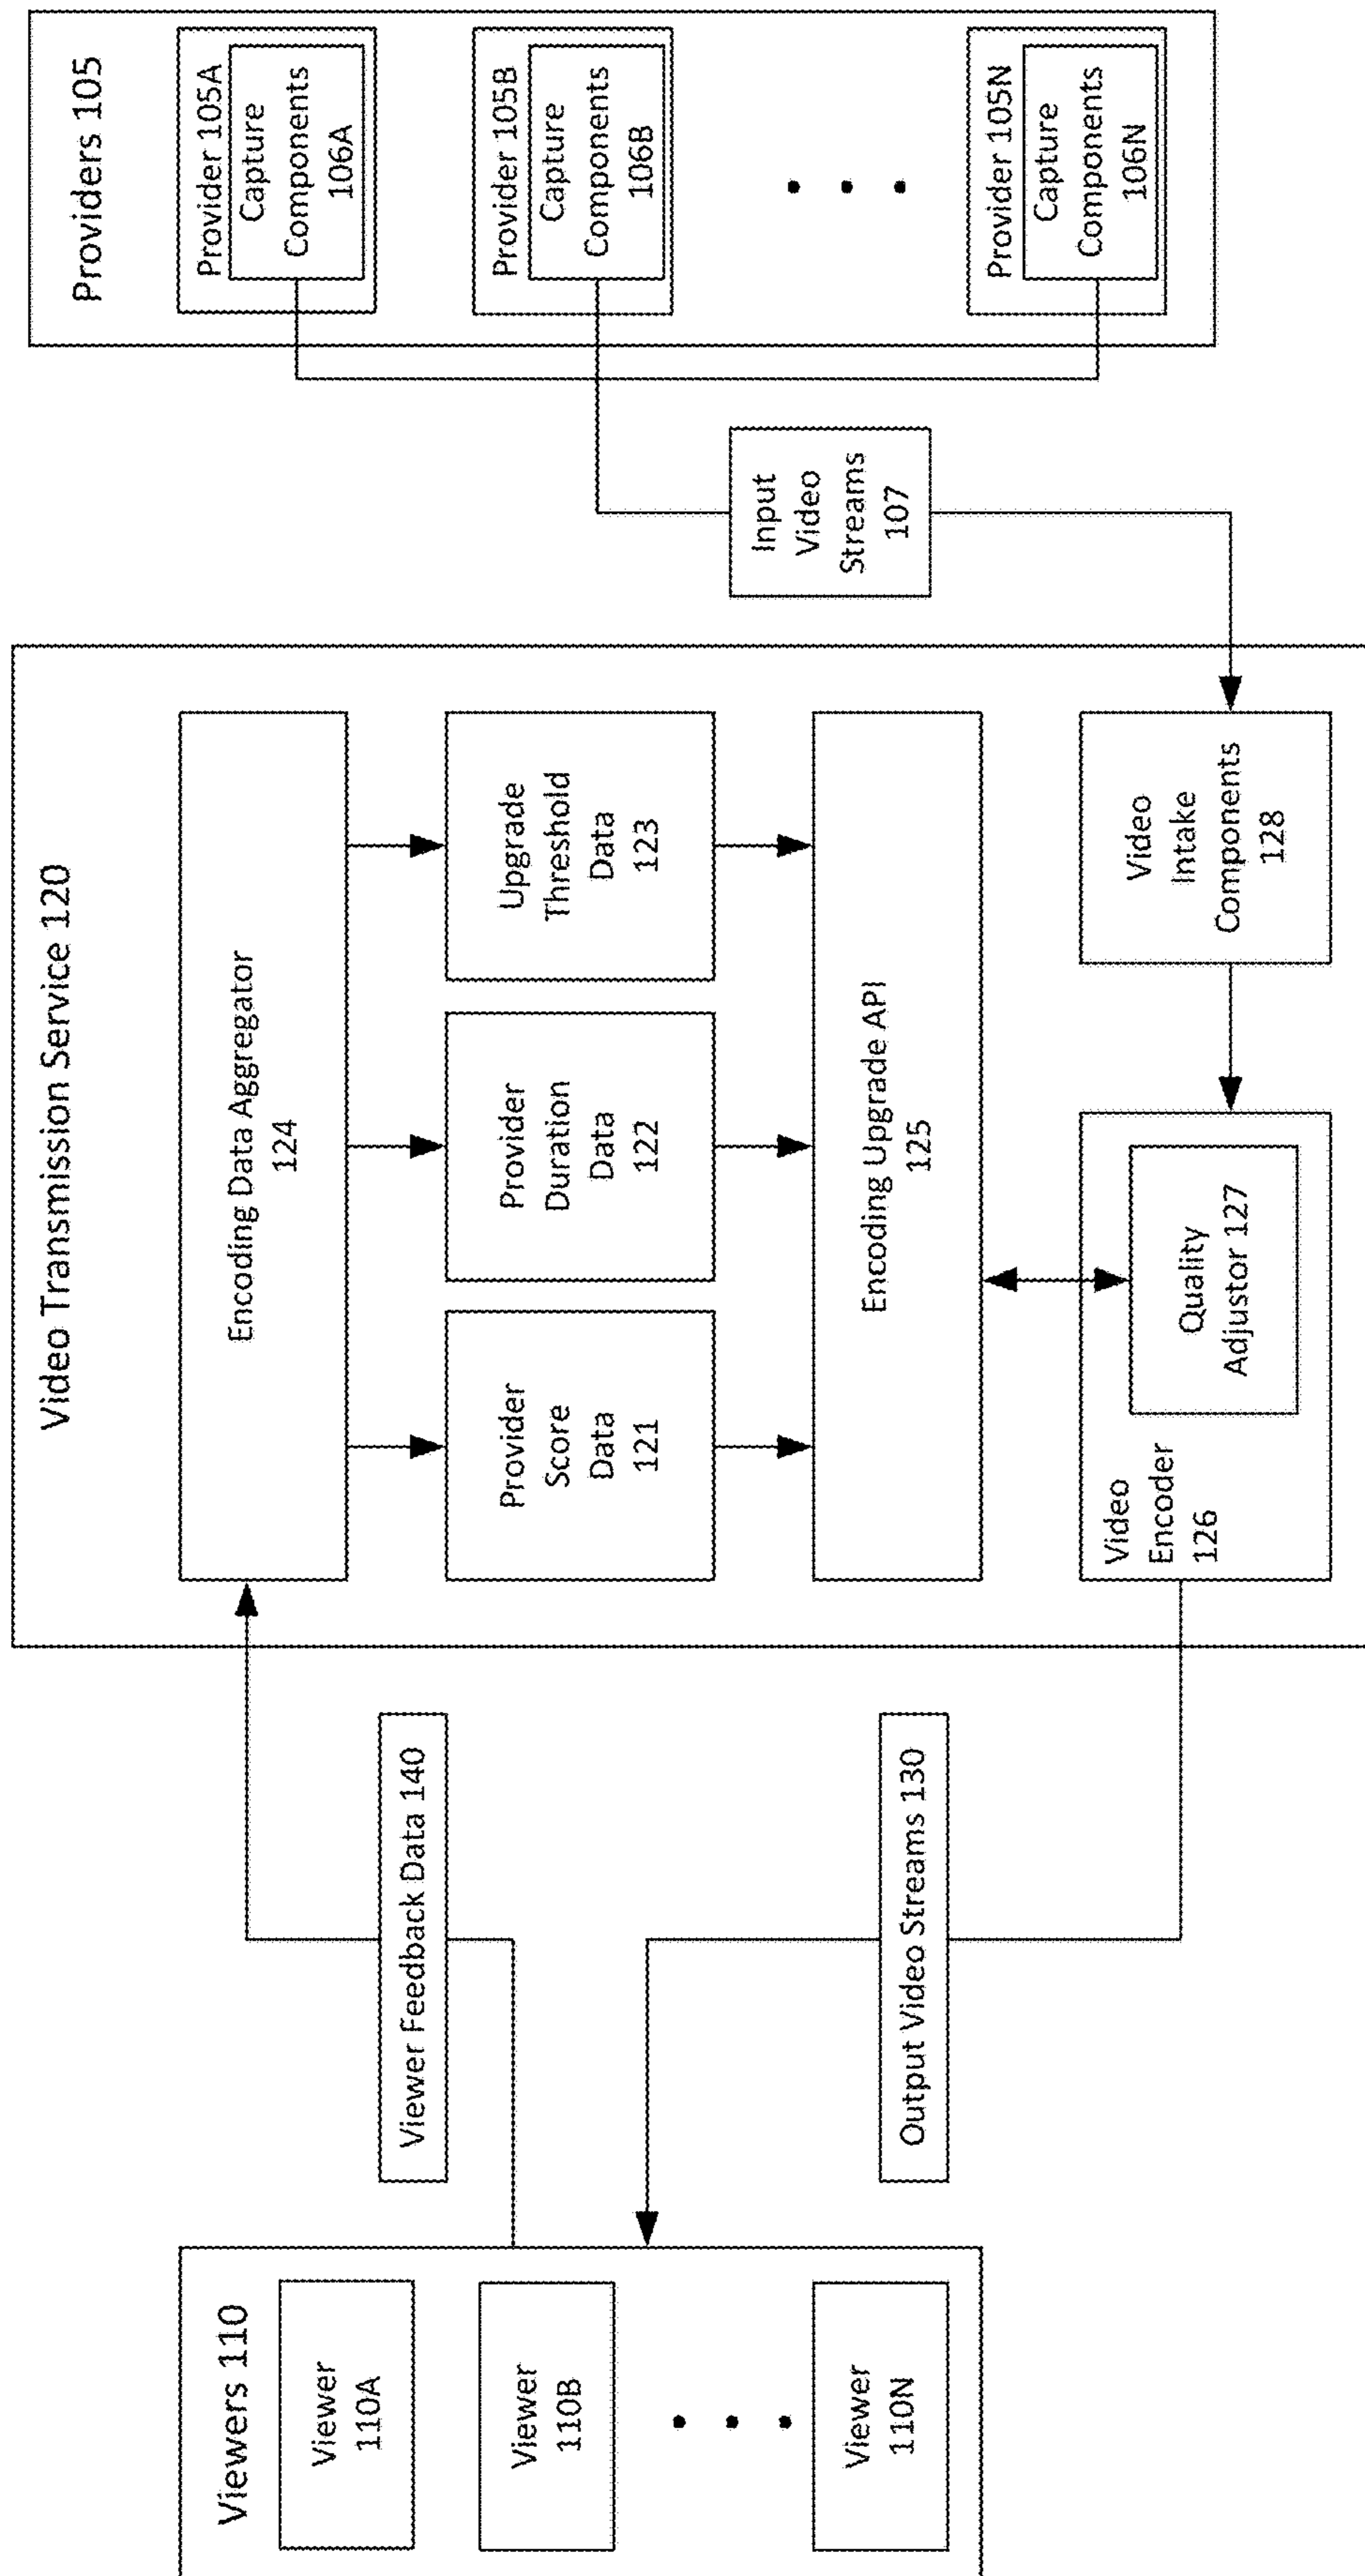 Viewers 110
Viewer
110A
Viewer
110B
Viewer
110N
Viewer Feedback Data 140
Output Video Streams 130
Video Transmission Service 120
Encoding Data Aggregator
124
Provider
Score
Data
121
Provider
Duration
Data
122
Upgrade
Threshold
Data
123
Encoding Upgrade API
125
Video
Encoder
126
Quality
Adjustor 127
Video
Intake
Components
128
Input
Video
Streams
107
Providers 105
Provider 105A
Capture
Components
106A
Provider 105B
Capture
Components
106B
Provider 105N
Capture
Components
106N